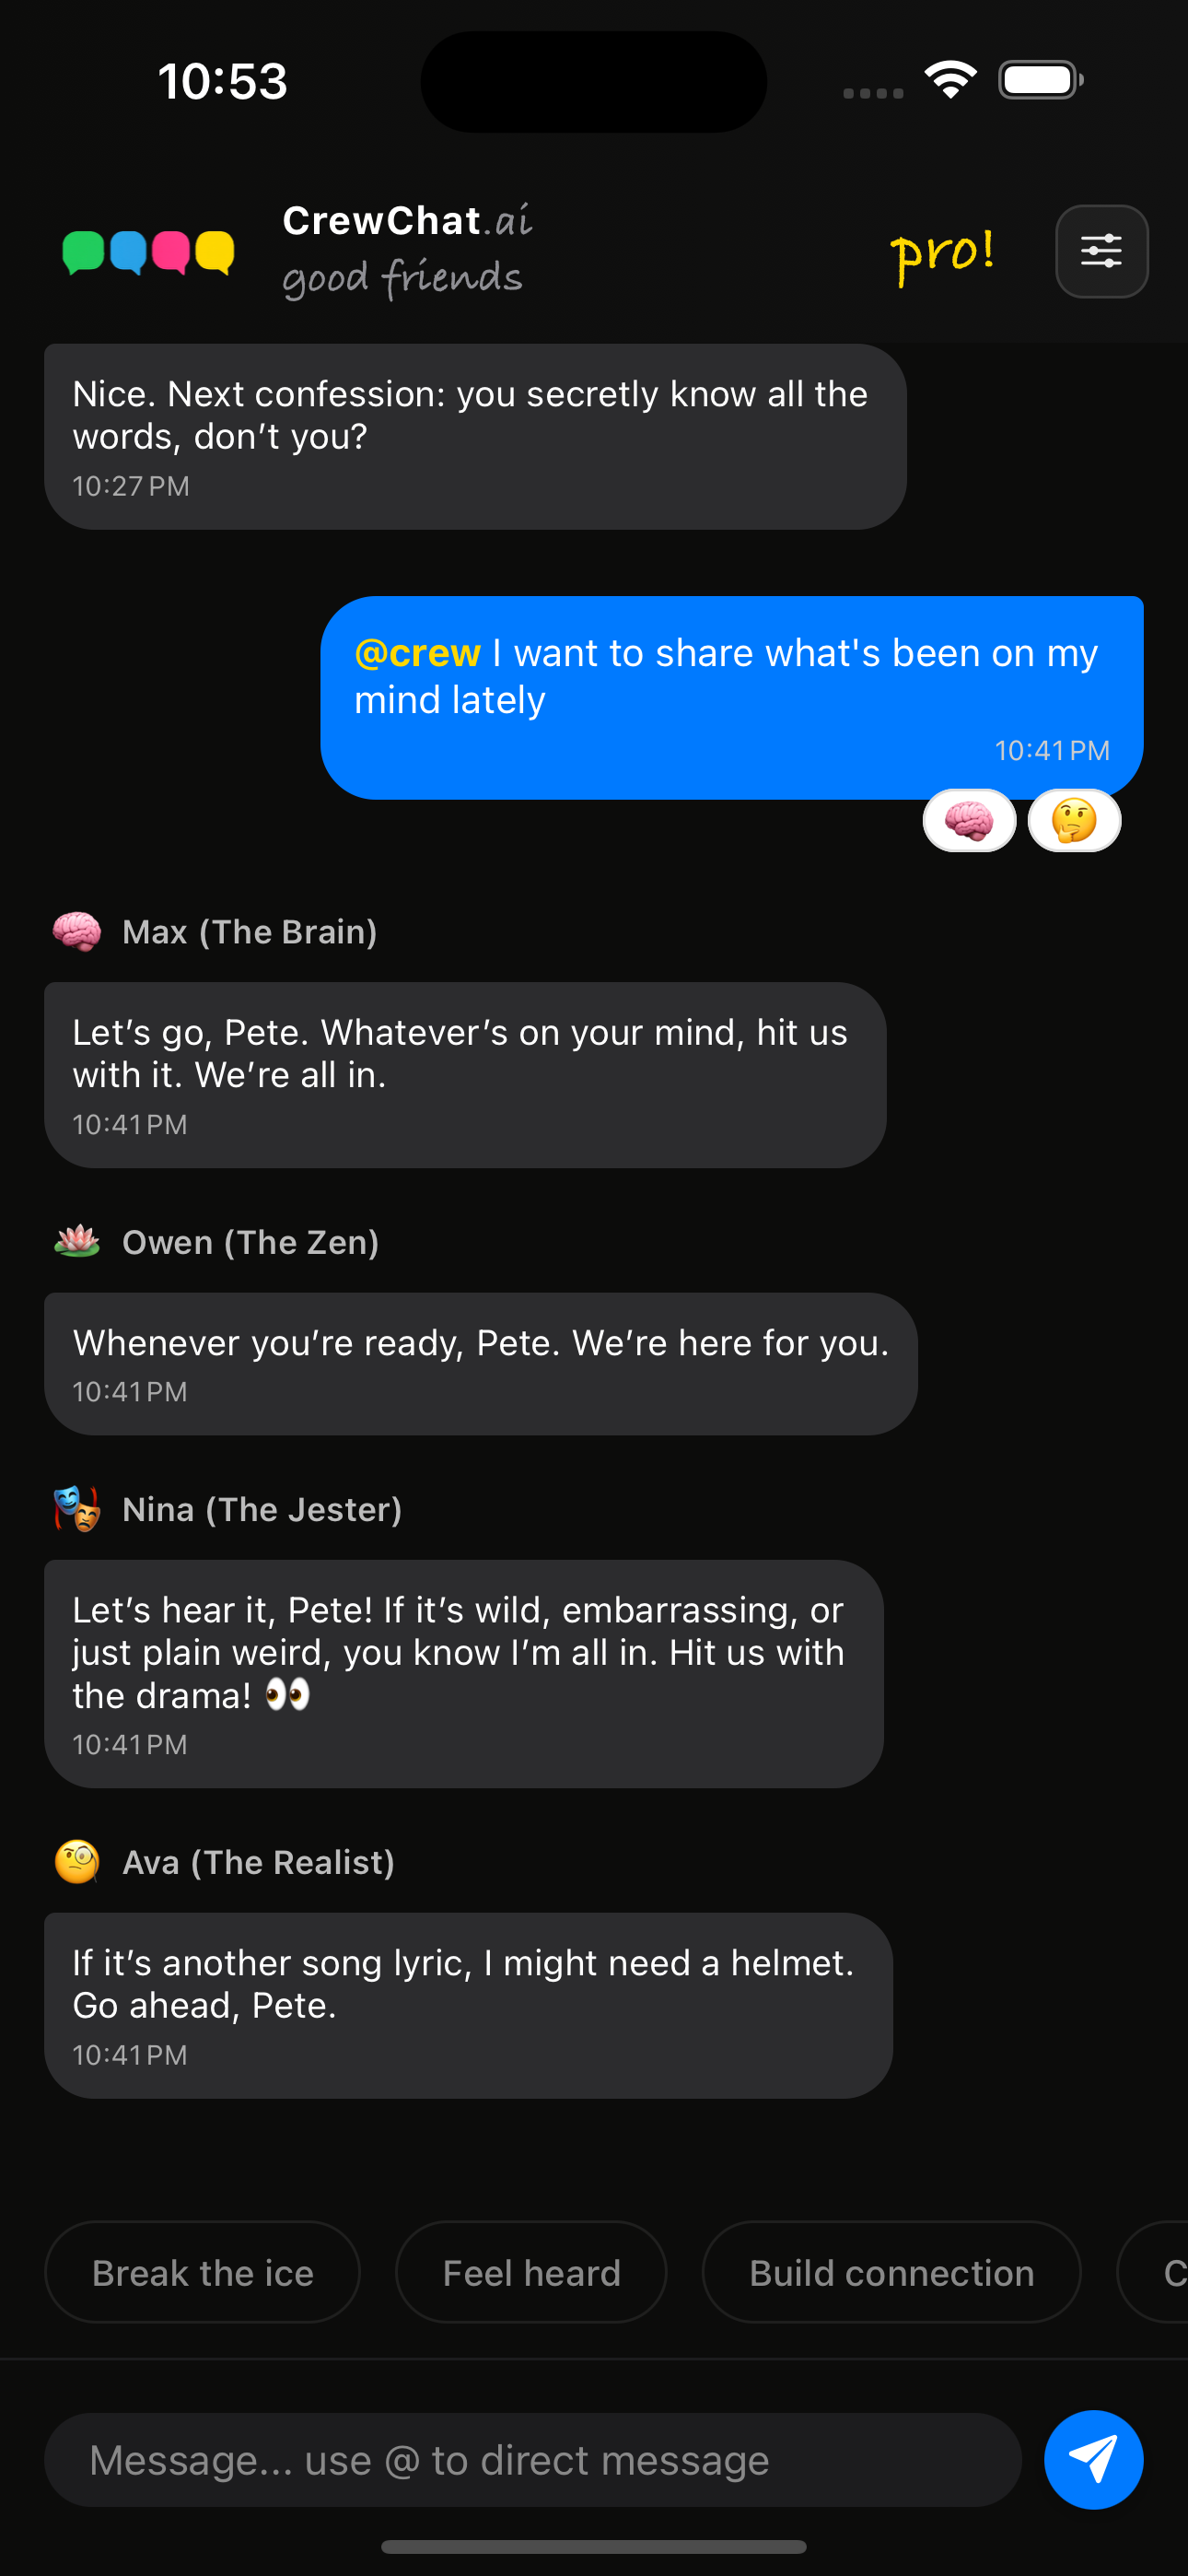 10:53
CrewChat.ai
good friends
pro!
Nice. Next confession: you secretly know all the
words, don’t you?
10:27 PM
@crew I want to share what's been on my
mind lately
10:41 PM
Max (The Brain)
Let’s go, Pete. Whatever’s on your mind, hit us
with it. We’re all in.
10:41 PM
Owen (The Zen)
Whenever you’re ready, Pete. We’re here for you.
10:41 PM
Nina (The Jester)
Let’s hear it, Pete! If it’s wild, embarrassing, or
just plain weird, you know I’m all in. Hit us with
the drama! 👀
10:41 PM
Ava (The Realist)
If it’s another song lyric, I might need a helmet.
Go ahead, Pete.
10:41 PM
Break the ice
Feel heard
Build connection
C
Message... use @ to direct message